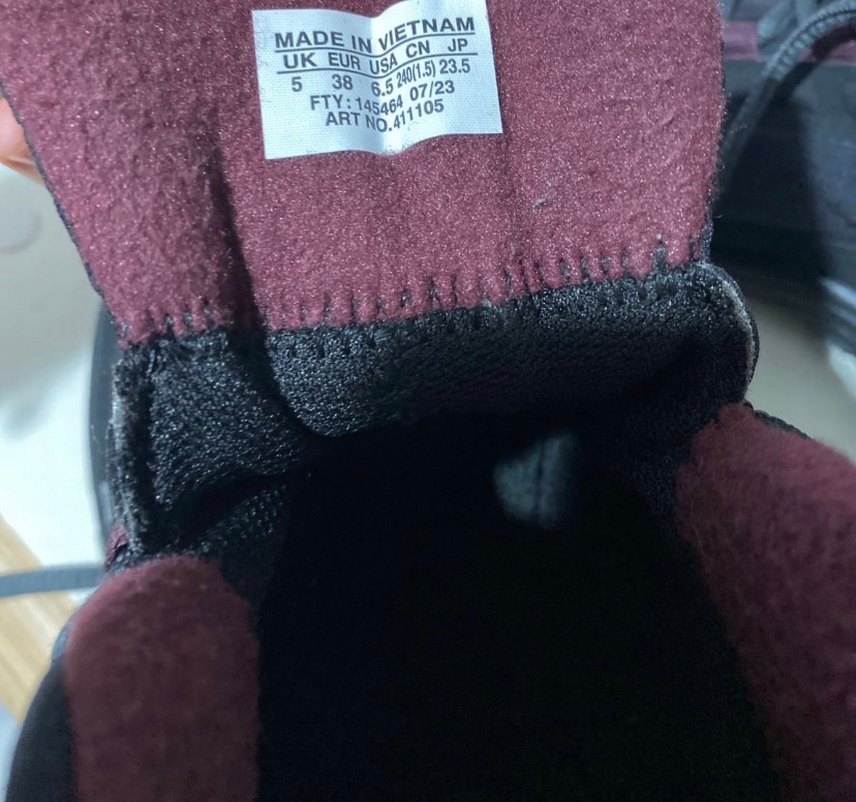 MADE IN VIETNAM
UK EUR USA CN JP
5 38 6.5 240(1.5) 23.5
FTY: 145464 07/23
ART NO.411105